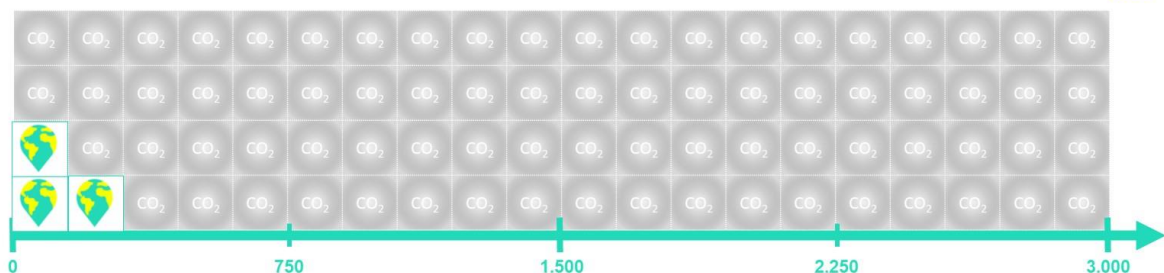 CO₂ CO₂ CO₂ CO₂ CO₂ CO₂ CO₂ CO₂ CO₂ CO₂ CO₂ CO₂ CO₂ CO₂ CO₂ CO₂ CO₂ CO₂ CO₂ CO₂
CO₂ CO₂ CO₂ CO₂ CO₂ CO₂ CO₂ CO₂ CO₂ CO₂ CO₂ CO₂ CO₂ CO₂ CO₂ CO₂ CO₂ CO₂ CO₂ CO₂
CO₂ CO₂ CO₂ CO₂ CO₂ CO₂ CO₂ CO₂ CO₂ CO₂ CO₂ CO₂ CO₂ CO₂ CO₂ CO₂ CO₂ CO₂ CO₂
CO₂ CO₂ CO₂ CO₂ CO₂ CO₂ CO₂ CO₂ CO₂ CO₂ CO₂ CO₂ CO₂ CO₂ CO₂ CO₂ CO₂ CO₂
0 750 1.500 2.250 3.000